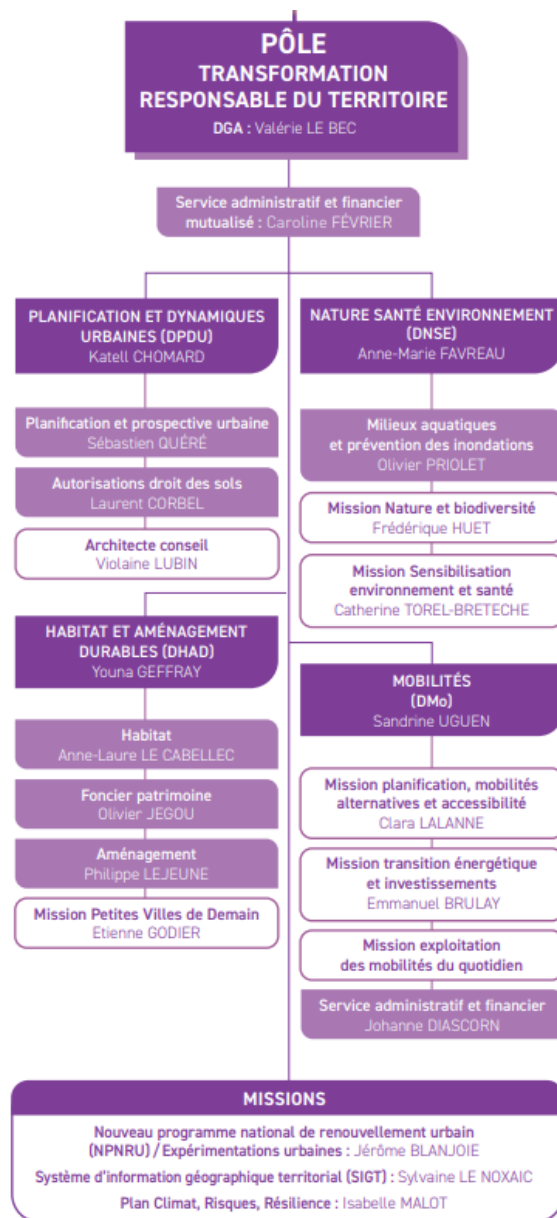 PÔLE
TRANSFORMATION
RESPONSABLE DU TERRITOIRE
DGA : Valérie LE BEC
Service administratif et financier
mutualisé : Caroline FÉVRIER
PLANIFICATION ET DYNAMIQUES
URBAINES (DPDU)
Katell CHOMARD
Planification et prospective urbaine
Sébastien QUÉRÉ
Autorisations droit des sols
Laurent CORBEL
Architecte conseil
Violaine LUBIN
HABITAT ET AMÉNAGEMENT
DURABLES (DHAD)
Youna GEFFRAY
Habitat
Anne-Laure LE CABELLEC
Foncier patrimoine
Olivier JEGOU
Aménagement
Philippe LEJEUNE
Mission Petites Villes de Demain
Etienne GODIER
NATURE SANTÉ ENVIRONNEMENT
(DNSE)
Anne-Marie FAVREAU
Milieux aquatiques
et prévention des inondations
Olivier PRIOLET
Mission Nature et biodiversité
Frédérique HUET
Mission Sensibilisation
environnement et santé
Catherine TOREL-BRETECHE
MOBILITÉS
(DMo)
Sandrine UGUEN
Mission planification, mobilités
alternatives et accessibilité
Clara LALANNE
Mission transition énergétique
et investissements
Emmanuel BRULAY
Mission exploitation
des mobilités du quotidien
Service administratif et financier
Johanne DIASCORN
MISSIONS
Nouveau programme national de renouvellement urbain
(NPNRU) / Expérimentations urbaines : Jérôme BLANJOIE
Système d'information géographique territorial (SIGT) : Sylvaine LE NOXAIC
Plan Climat, Risques, Résilience : Isabelle MALOT